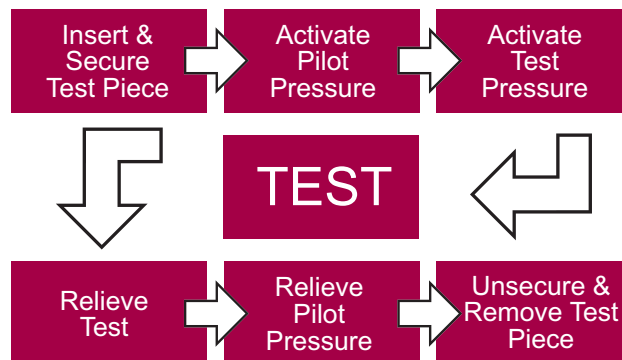 Insert &
Secure
Test Piece
Activate
Pilot
Pressure
Activate
Test
Pressure
TEST
Relieve
Test
Relieve
Pilot
Pressure
Unsecure &
Remove Test
Piece